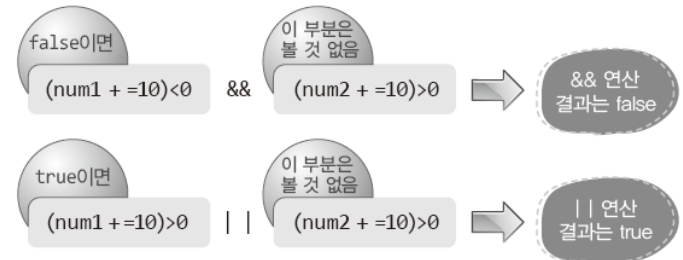 false이면
이 부분은
볼 것 없음
(num1 + =10)<0 && (num2 + =10)>0
&& 연산
결과는 false
true이면
이 부분은
볼 것 없음
(num1 + =10)>0 || (num2 + =10)>0
|| 연산
결과는 true